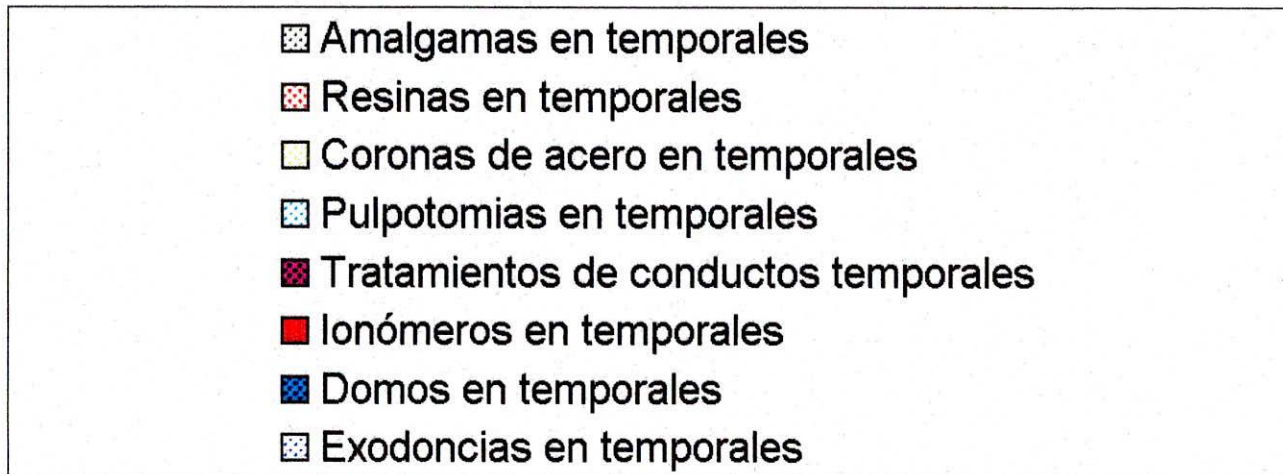 Amalgamas en temporales
Resinas en temporales
Coronas de acero en temporales
Pulpotomias en temporales
Tratamientos de conductos temporales
Ionómeros en temporales
Domos en temporales
Exodoncias en temporales